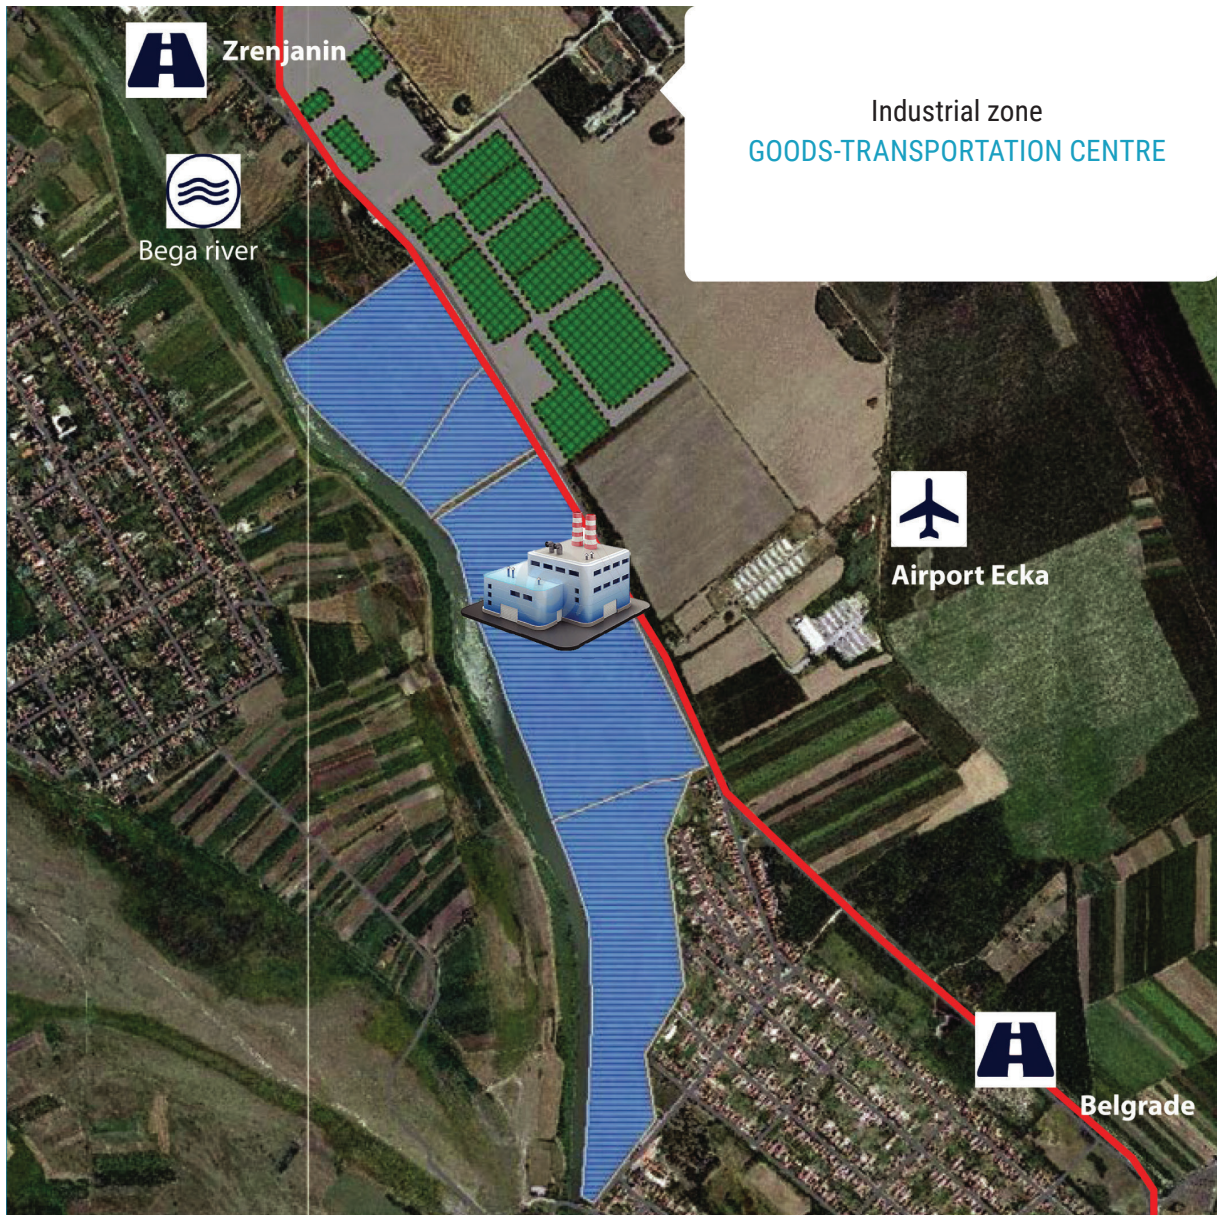 Zrenjanin
Industrial zone
GOODS-TRANSPORTATION CENTRE
Bega river
Airport Ecka
Belgrade